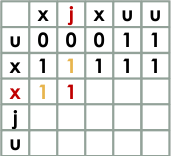 x j x u u
u 0 0 0 1 1
x 1 1 1 1 1
x 1 1
j
u